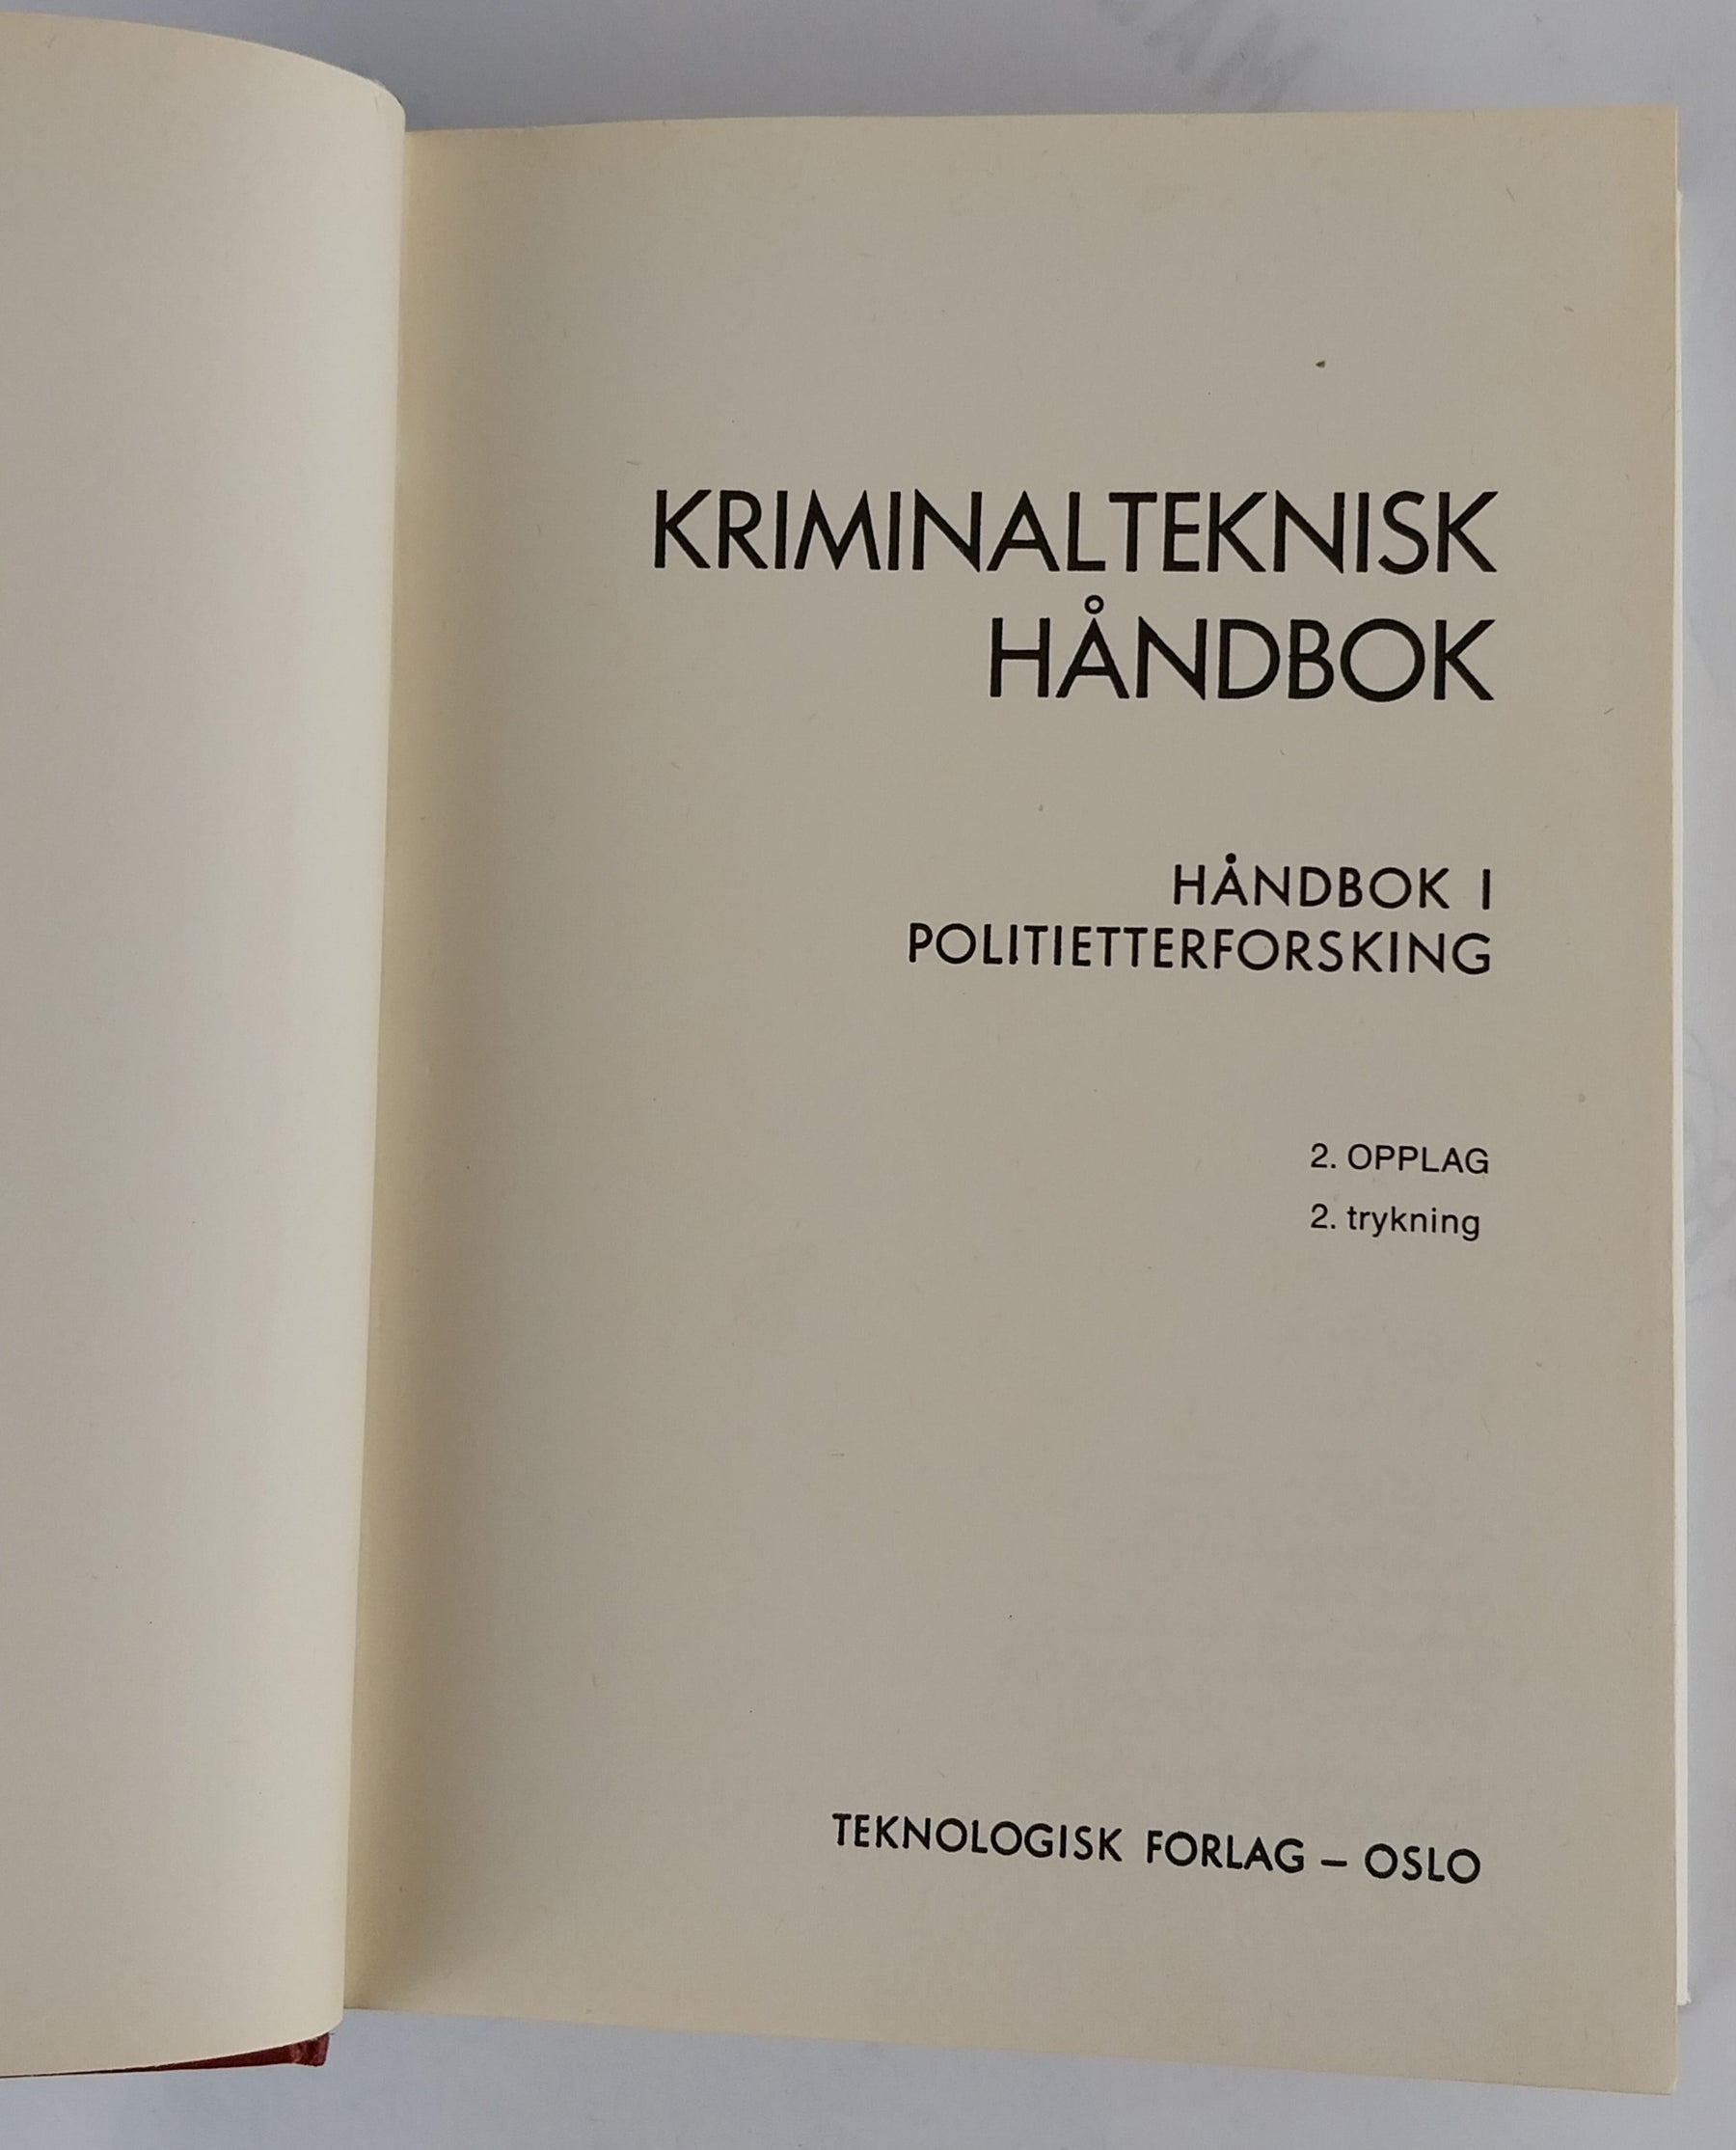 KRIMINALTEKNISK
HÅNDBOK
HÅNDBOK I
POLITIETTERFORSKING
2. OPPLAG
2. trykning
TEKNOLOGISK FORLAG – OSLO